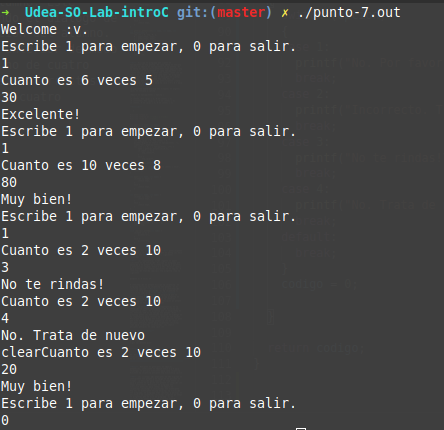 ➜ Udea-SO-Lab-introC git:(master) ✗ ./punto-7.out
Welcome :v.
Escribe 1 para empezar, 0 para salir.
1
Cuanto es 6 veces 5
30
Excelente!
Escribe 1 para empezar, 0 para salir.
1
Cuanto es 10 veces 8
80
Muy bien!
Escribe 1 para empezar, 0 para salir.
1
Cuanto es 2 veces 10
3
No te rindas!
Cuanto es 2 veces 10
4
No. Trata de nuevo
clearCuanto es 2 veces 10
20
Muy bien!
Escribe 1 para empezar, 0 para salir.
0